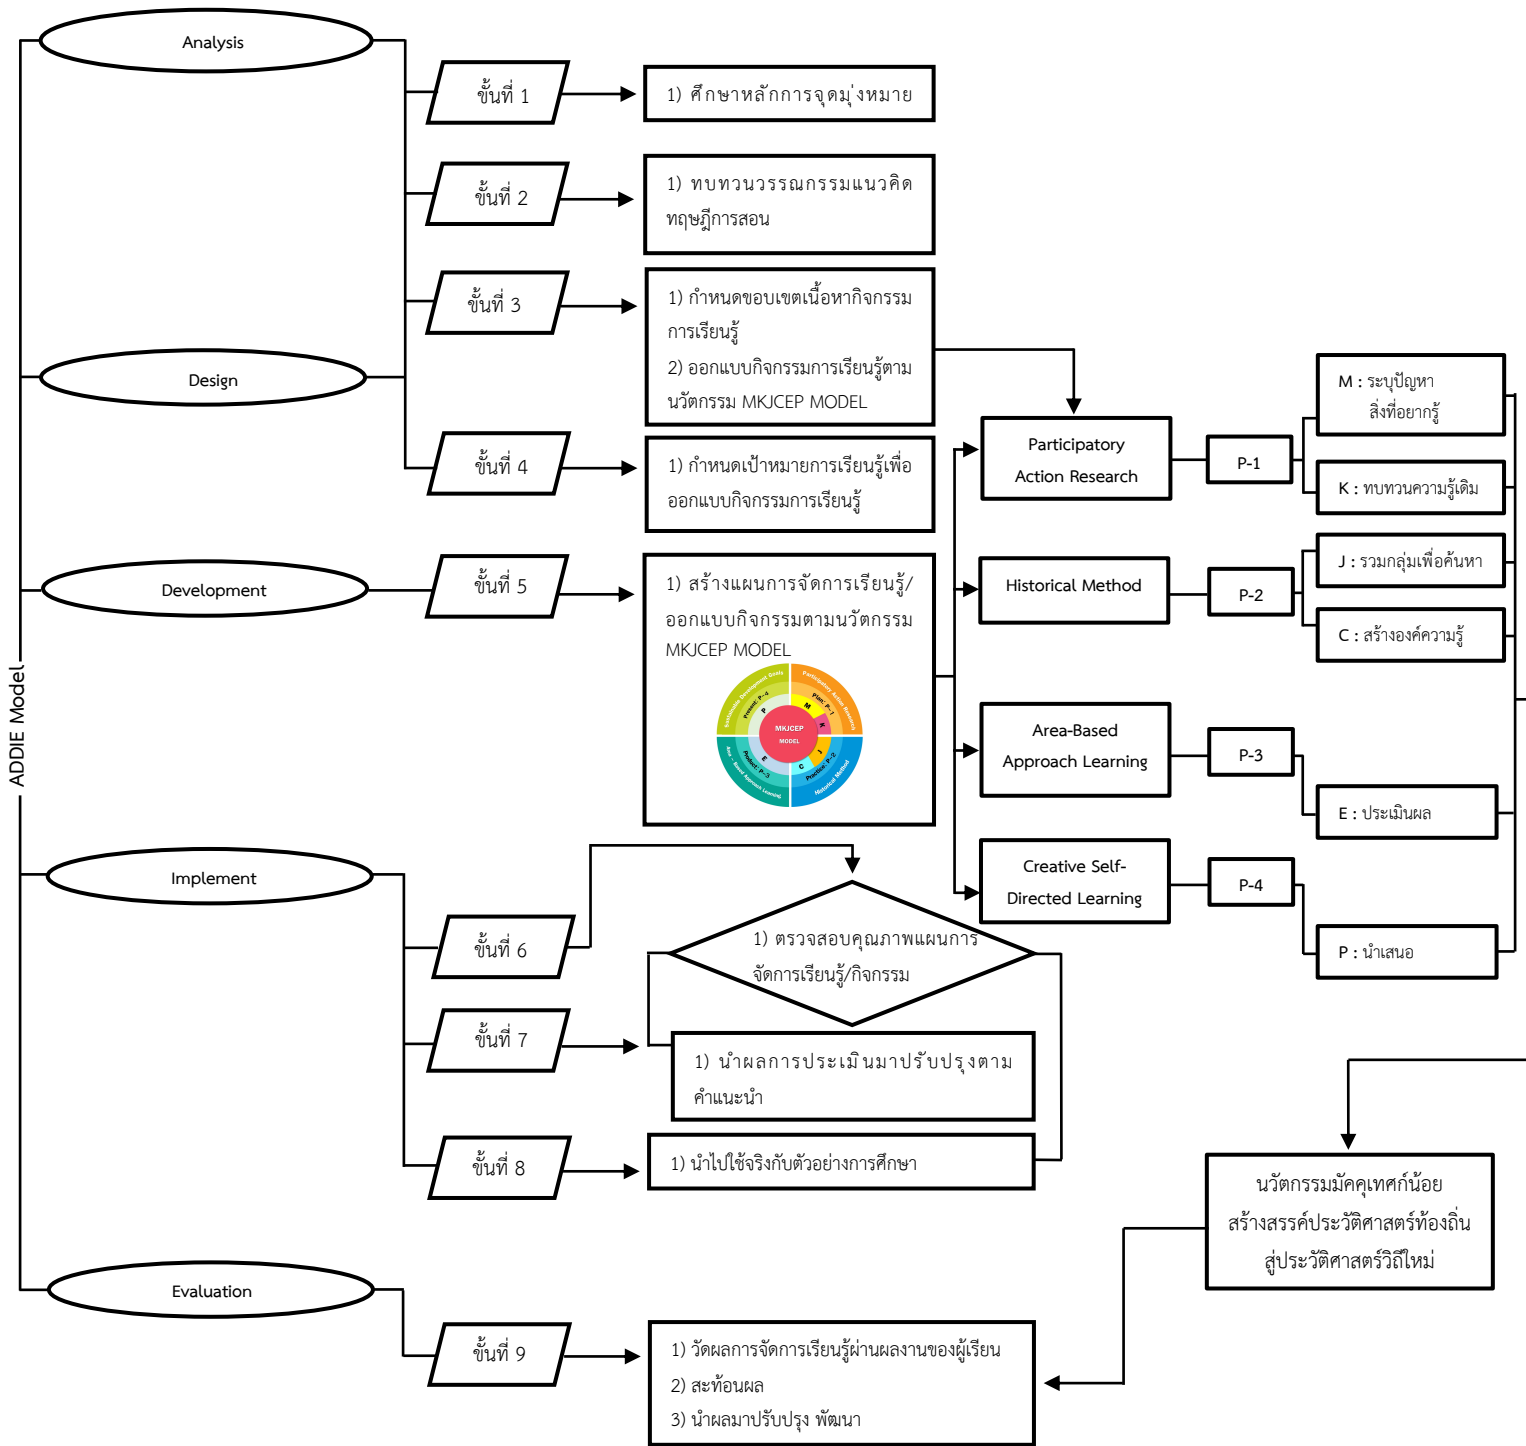 ADDIE Model
Analysis
ขั้นที่ 1
1) ศึกษาหลักการจุดมุ่งหมาย
ขั้นที่ 2
1) ทบทวนวรรณกรรมแนวคิด
ทฤษฎีการสอน
ขั้นที่ 3
1) กำหนดขอบเขตเนื้อหากิจกรรม
การเรียนรู้
2) ออกแบบกิจกรรมการเรียนรู้ตาม
นวัตกรรม MKJCEP MODEL
Design
ขั้นที่ 4
1) กำหนดเป้าหมายการเรียนรู้เพื่อ
ออกแบบกิจกรรมการเรียนรู้
Development
ขั้นที่ 5
1) สร้างแผนการจัดการเรียนรู้/
ออกแบบกิจกรรมตามนวัตกรรม
MKJCEP MODEL
Sustainable Development Goals
Participatory Action Research
Present: P-4
Plan: P-1
P
M
K
MKJCEP
MODEL
E
J
C
Product: P-3
Practice: P-2
Area - Based Approach Learning
Historical Method
Participatory
Action Research
P-1
M : ระบุปัญหา
สิ่งที่อยากรู้
K : ทบทวนความรู้เดิม
Historical Method
P-2
J : รวมกลุ่มเพื่อค้นหา
C : สร้างองค์ความรู้
Area-Based
Approach Learning
P-3
E : ประเมินผล
Creative Self-
Directed Learning
P-4
P : นำเสนอ
Implement
ขั้นที่ 6
1) ตรวจสอบคุณภาพแผนการ
จัดการเรียนรู้/กิจกรรม
ขั้นที่ 7
1) นำผลการประเมินมาปรับปรุงตาม
คำแนะนำ
ขั้นที่ 8
1) นำไปใช้จริงกับตัวอย่างการศึกษา
นวัตกรรมมัคคุเทศก์น้อย
สร้างสรรค์ประวัติศาสตร์ท้องถิ่น
สู่ประวัติศาสตร์วิถีใหม่
Evaluation
ขั้นที่ 9
1) วัดผลการจัดการเรียนรู้ผ่านผลงานของผู้เรียน
2) สะท้อนผล
3) นำผลมาปรับปรุง พัฒนา